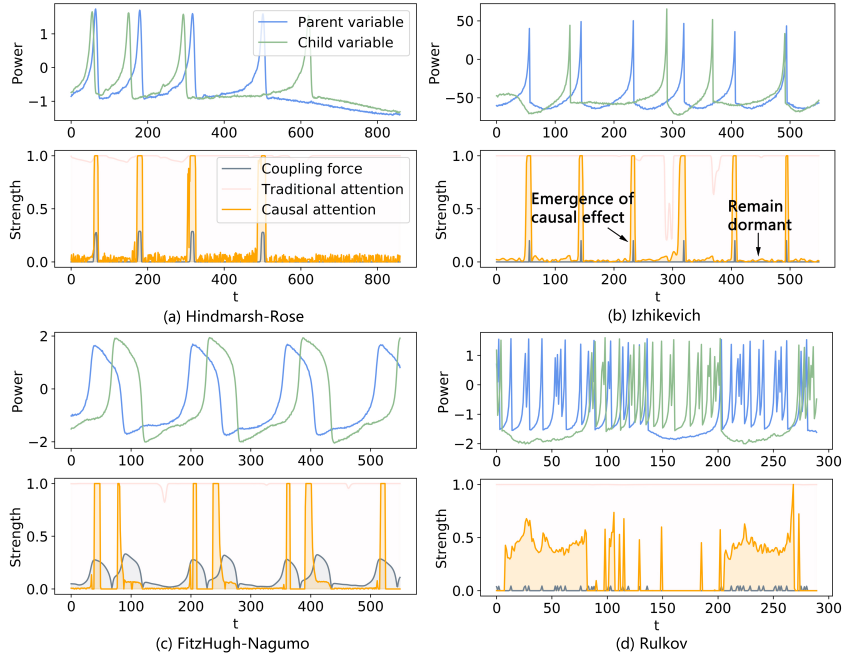 Power
1
0
−1
0
200
400
600
800
Parent variable
Child variable
Strength
1.0
0.5
0.0
0
200
400
600
800
t
Coupling force
Traditional attention
Causal attention
(a) Hindmarsh-Rose
Power
50
0
−50
0
100
200
300
400
500
Strength
1.0
0.5
0.0
0
100
200
300
400
500
t
Emergence of
causal effect
Remain
dormant
(b) Izhikevich
Power
2
0
−2
0
100
200
300
400
500
Strength
1.0
0.5
0.0
0
100
200
300
400
500
t
(c) FitzHugh-Nagumo
Power
1
0
−1
−2
0
50
100
150
200
250
300
Strength
1.0
0.5
0.0
0
50
100
150
200
250
300
t
(d) Rulkov